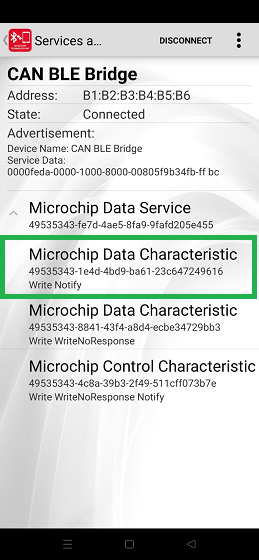 Services a...
DISCONNECT
CAN BLE Bridge
Address: B1:B2:B3:B4:B5:B6
State: Connected
Advertisement:
Device Name: CAN BLE Bridge
Service Data:
0000feda-0000-1000-8000-00805f9b34fb-ff bc
Microchip Data Service
49535343-fe7d-4ae5-8fa9-9fafd205e455
Microchip Data Characteristic
49535343-1e4d-4bd9-ba61-23c647249616
Write Notify
Microchip Data Characteristic
49535343-8841-43f4-a8d4-ecbe34729bb3
Write WriteNoResponse
Microchip Control Characteristic
49535343-4c8a-39b3-2f49-511cff073b7e
Write WriteNoResponse Notify